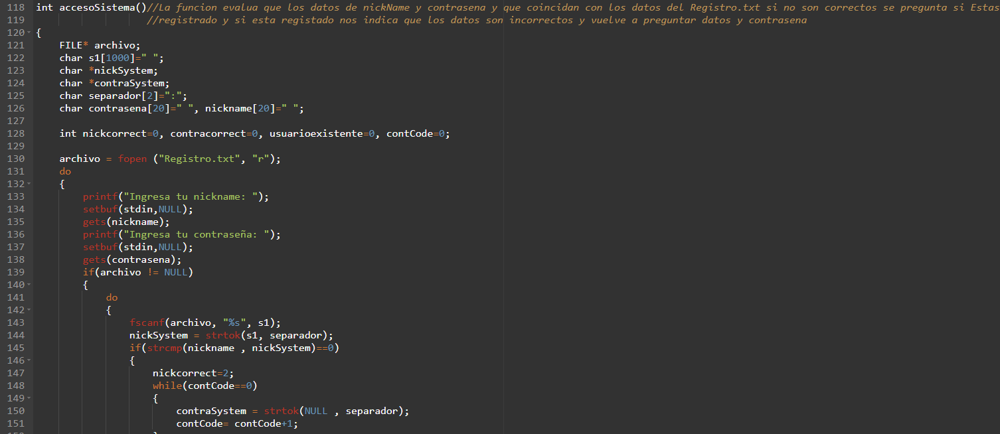 118 int accesoSistema()//La funcion evalua que los datos de nickName y contrasena y que coincidan con los datos del Registro.txt si no son correctos se pregunta si Estas
119 //registrado y si esta registado nos indica que los datos son incorrectos y vuelve a preguntar datos y contrasena
120 {
121 FILE* archivo;
122 char s1[1000]=" ";
123 char *nickSystem;
124 char *contraSystem;
125 char separador[2]=":";
126 char contrasena[20]=" ", nickname[20]=" ";
127
128 int nickcorrect=0, contracorrect=0, usuarioexistente=0, contCode=0;
129
130 archivo = fopen ("Registro.txt", "r");
131 do
132 {
133 printf("Ingresa tu nickname: ");
134 setbuf(stdin,NULL);
135 gets(nickname);
136 printf("Ingresa tu contraseña: ");
137 setbuf(stdin,NULL);
138 gets(contrasena);
139 if(archivo != NULL)
140 {
141 do
142 {
143 fscanf(archivo, "%s", s1);
144 nickSystem = strtok(s1, separador);
145 if(strcmp(nickname , nickSystem)==0)
146 {
147 nickcorrect=2;
148 while(contCode==0)
149 {
150 contraSystem = strtok(NULL , separador);
151 contCode= contCode+1;